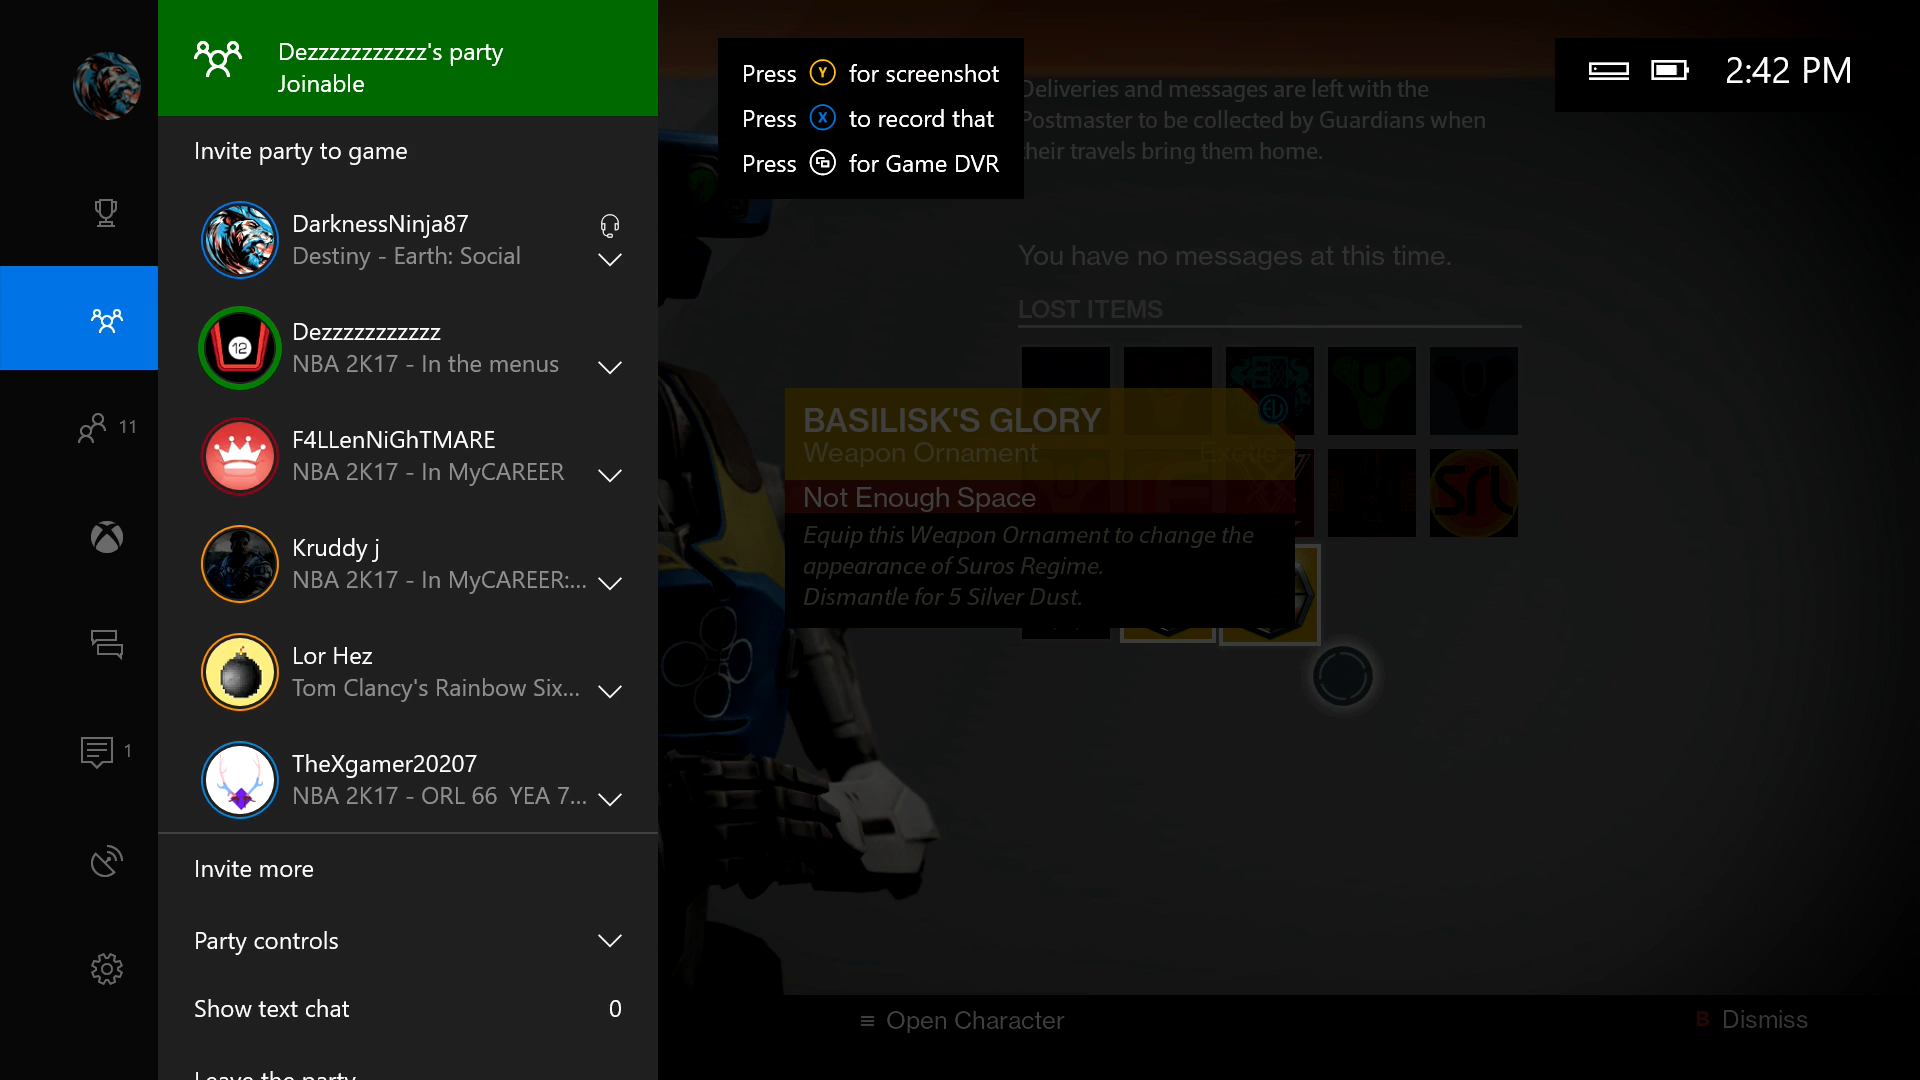 Dezzzzzzzzzzz's party
Joinable
Invite party to game
DarknessNinja87
Destiny - Earth: Social
Dezzzzzzzzzzz
12
NBA 2K17 - In the menus
F4LLenNiGhTMARE
NBA 2K17 - In MyCAREER
Kruddy j
NBA 2K17 - In MyCAREER:...
Lor Hez
Tom Clancy's Rainbow Six...
TheXgamer20207
NBA 2K17 - ORL 66 YEA 7...
Invite more
Party controls
Show text chat 0
Leave the party
11
1
Press Y for screenshot
Press X to record that
Press for Game DVR
2:42 PM
Deliveries and messages are left with the
Postmaster to be collected by Guardians when
their travels bring them home.
You have no messages at this time.
LOST ITEMS
BASILISK'S GLORY
Weapon Ornament Exotic
Not Enough Space
Equip this Weapon Ornament to change the
appearance of Suros Regime.
Dismantle for 5 Silver Dust.
SRL
Open Character
B Dismiss